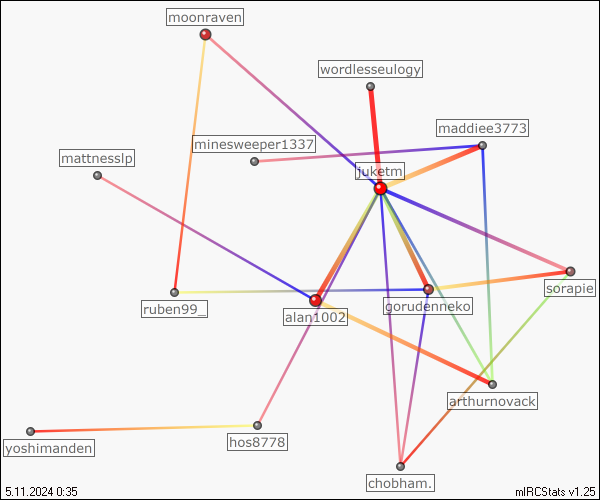 moonraven
wordlesseulogy
maddiee3773
minesweeper1337
mattnesslp
juketm
sorapie
ruben99_
gorudenneko
alan1002
arthurnovack
yoshimanden
hos8778
chobham.
5.11.2024 0:35
mIRCStats v1.25